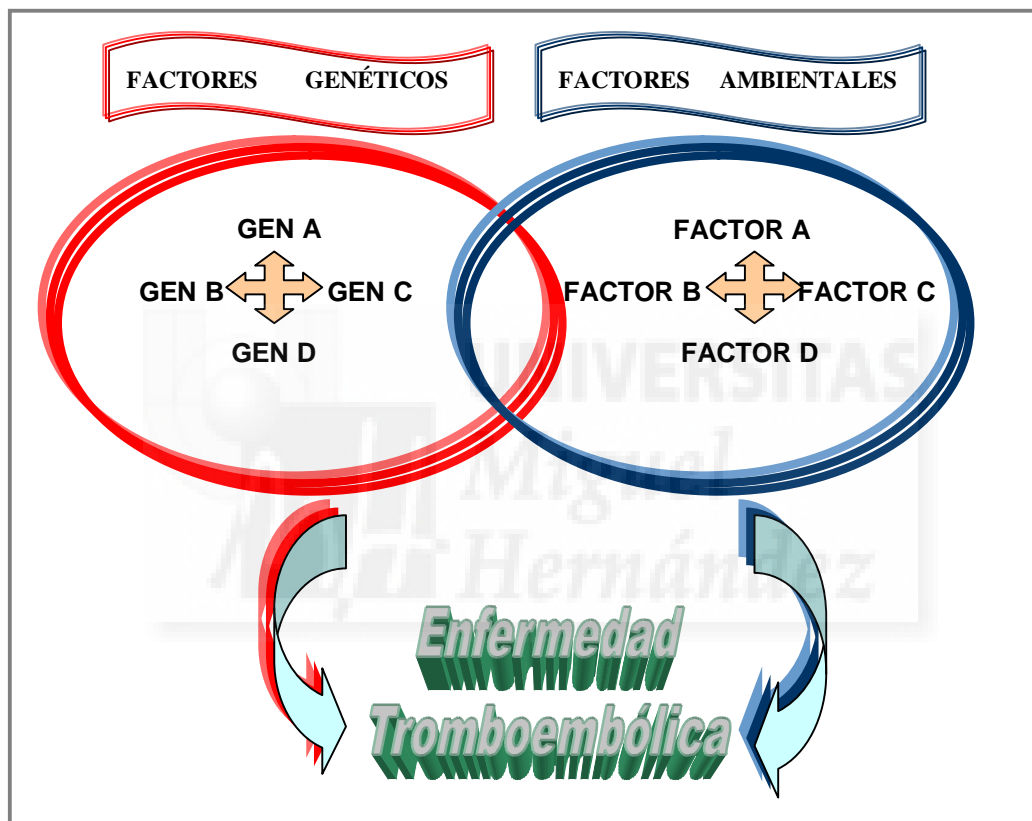 FACTORES GENÉTICOS
FACTORES AMBIENTALES
GEN A
GEN B GEN C
GEN D
FACTOR A
FACTOR B FACTOR C
FACTOR D
UNIVERSITAS
Miguel
Hernández
Enfermedad
Tromboembólica